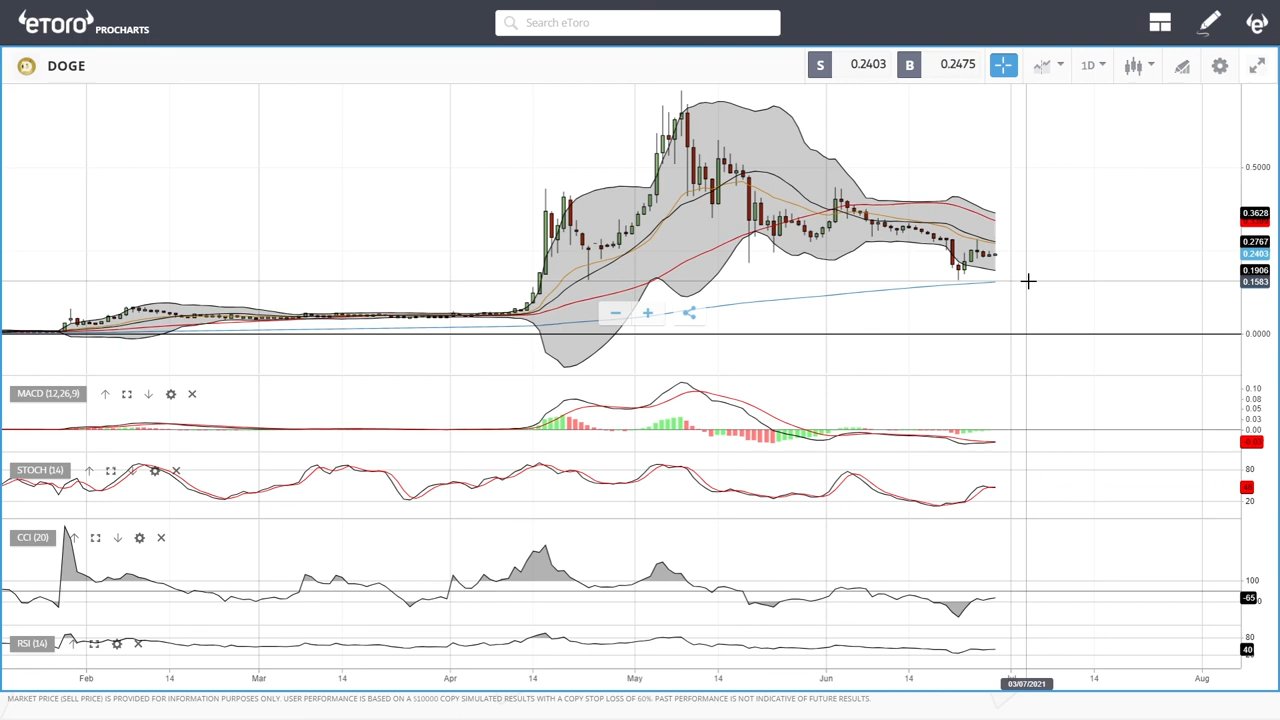 eToro PROCHARTS
Search eToro
DOGE
S 0.2403 B 0.2475
1D
0.5000
0.3628
0.2767
0.2403
0.1906
0.1583
0.0000
MACD (12,26,9)
0.10
0.08
0.05
0.03
0.00
-0.03
STOCH (14)
80
20
CCI (20)
100
-65
RSI (14)
80
40
Feb 14 Mar 14 Apr 14 May 14 Jun 14 14 Aug
03/07/2021
MARKET PRICE (SELL PRICE) IS PROVIDED FOR INFORMATION PURPOSES ONLY. USER PERFORMANCE IS BASED ON A $10000 COPY SIMULATED RESULTS WITH A COPY STOP LOSS OF 60%. PAST PERFORMANCE IS NOT INDICATIVE OF FUTURE RESULTS.